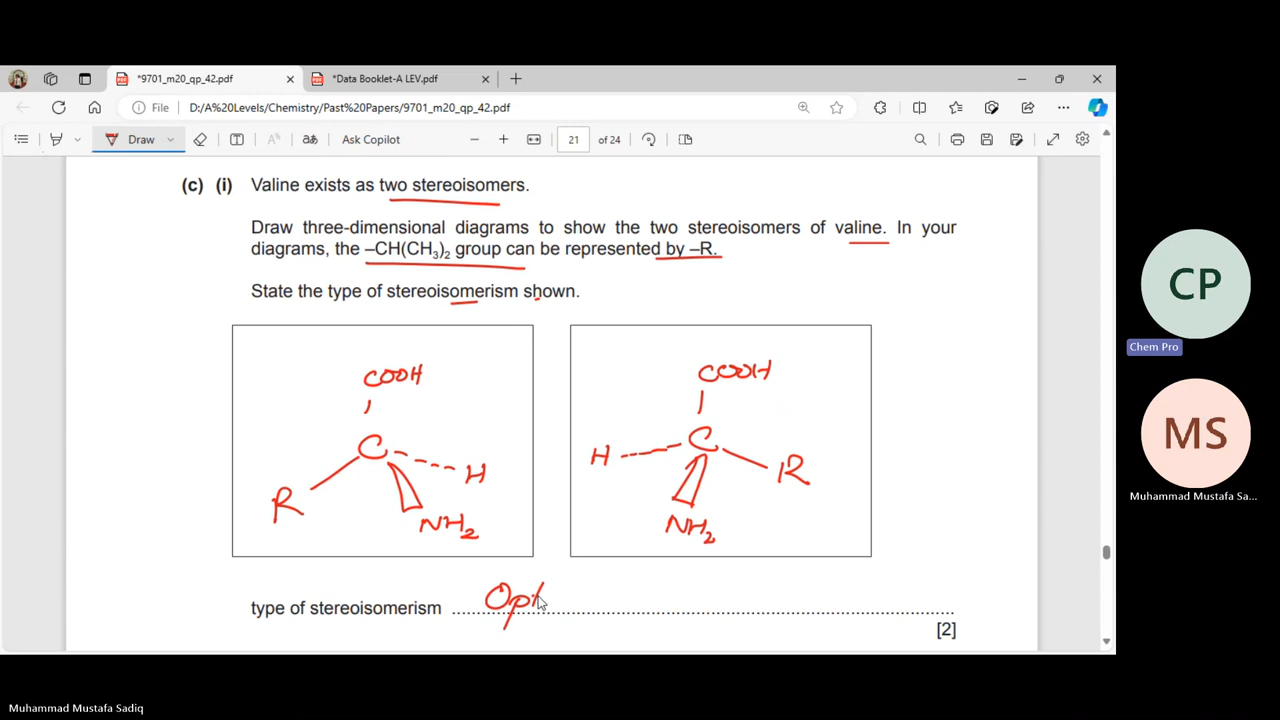 *9701_m20_qp_42.pdf
*Data Booklet-A LEV.pdf
File D:/A%20Levels/Chemistry/Past%20Papers/9701_m20_qp_42.pdf
Draw
aあ
Ask Copilot
21 of 24
(c) (i) Valine exists as two stereoisomers.
Draw three-dimensional diagrams to show the two stereoisomers of valine. In your
diagrams, the –CH(CH₃)₂ group can be represented by –R.
State the type of stereoisomerism shown.
COOH
C
H
R
NH₂
COOH
H
C
R
NH₂
type of stereoisomerism Opt
[2]
CP
Chem Pro
MS
Muhammad Mustafa Sa...
Muhammad Mustafa Sadiq